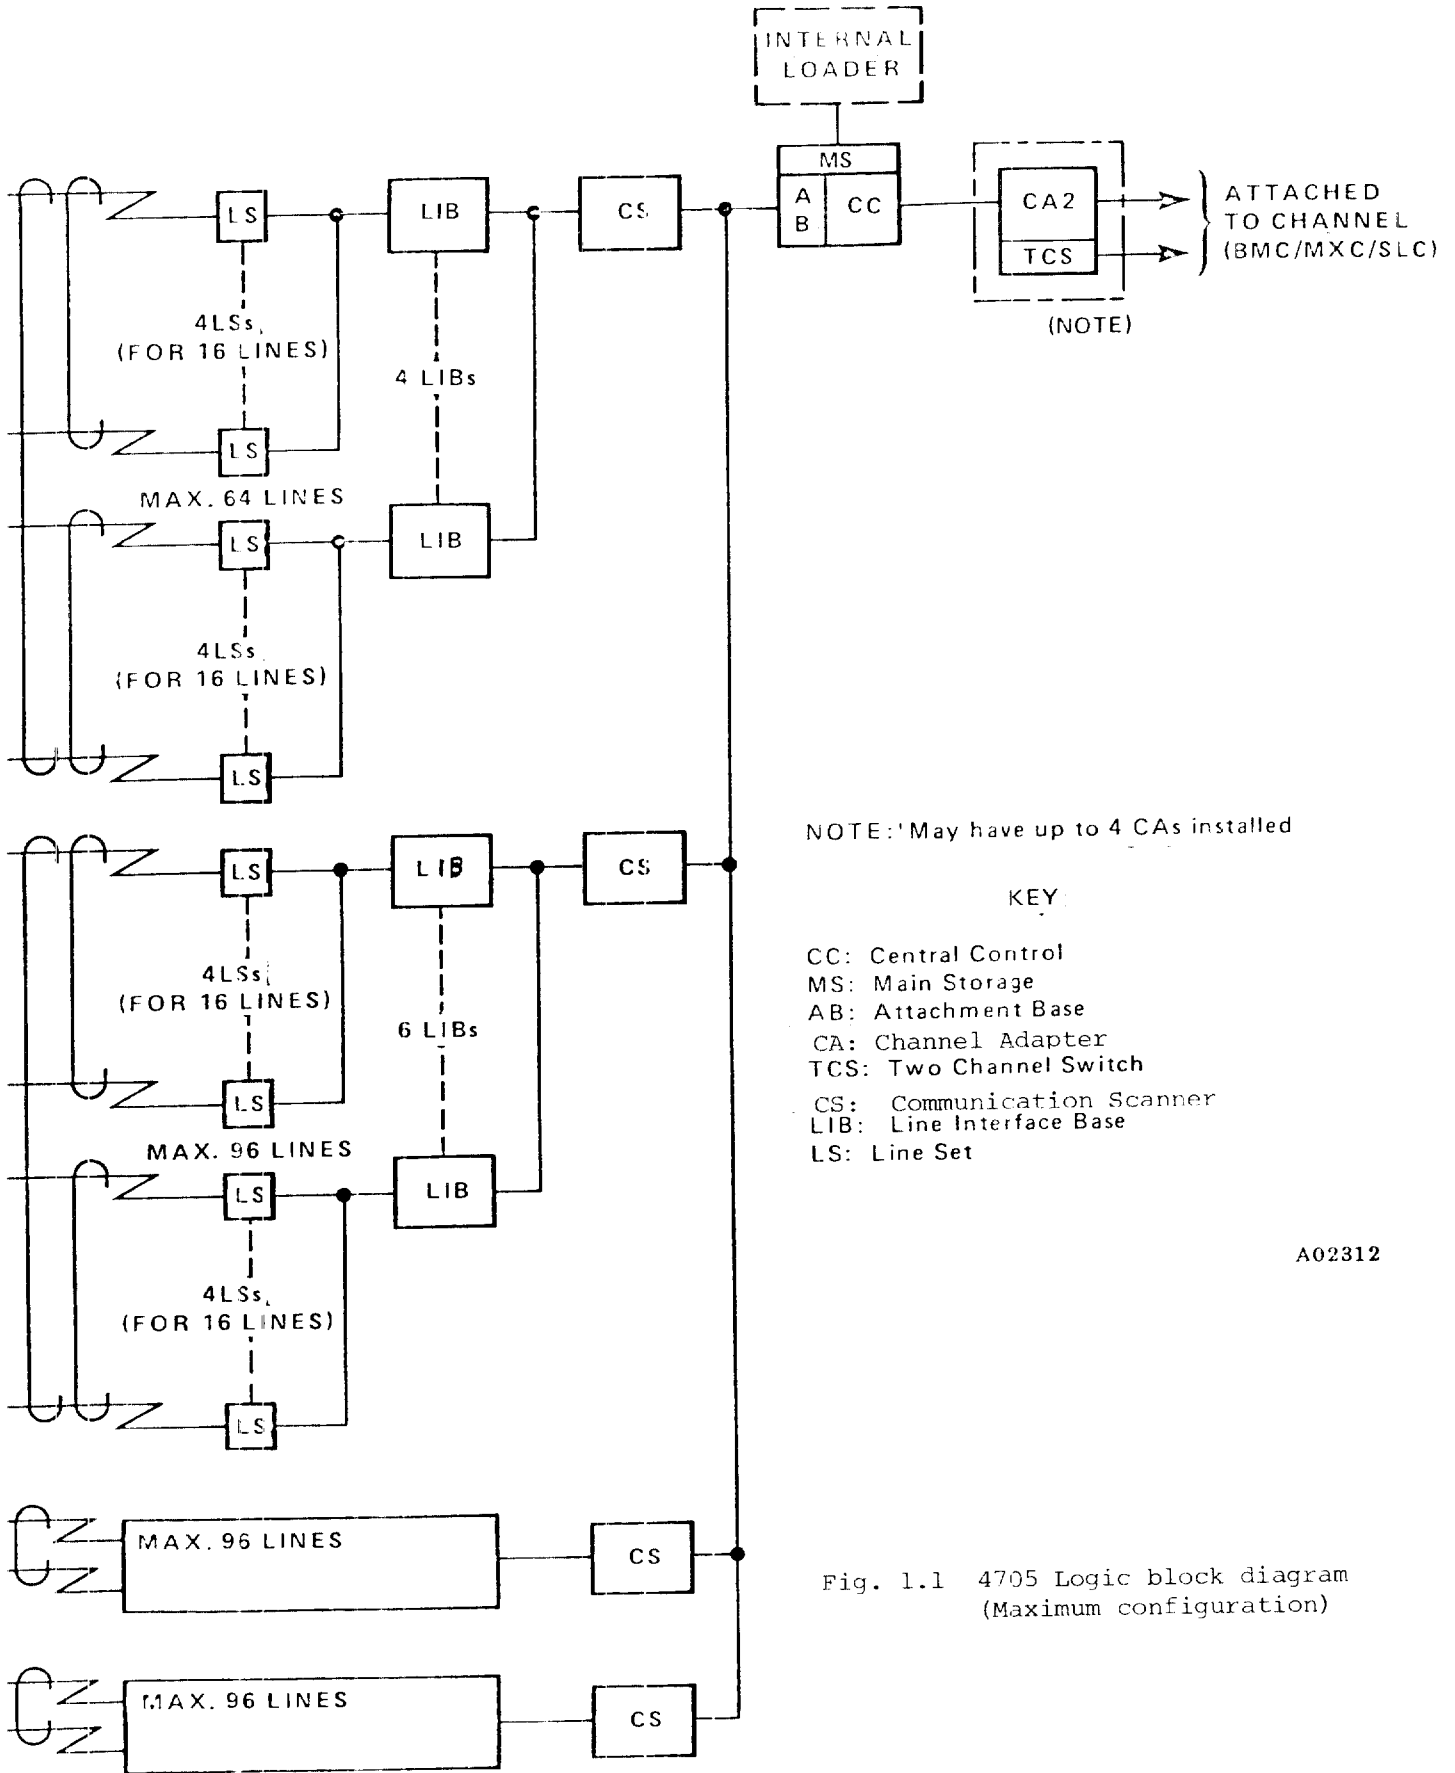 INTERNAL
LOADER
MS
A
B
CC
CA2
TCS
ATTACHED
TO CHANNEL
(BMC/MXC/SLC)
(NOTE)
LS
LIB
CS
4LSs
(FOR 16 LINES)
4 LIBs
LS
MAX. 64 LINES
LS
LIB
4LSs
(FOR 16 LINES)
LS
LS
LIB
CS
4LSs
(FOR 16 LINES)
6 LIBs
LS
MAX. 96 LINES
LS
LIB
4LSs
(FOR 16 LINES)
LS
NOTE:'May have up to 4 CAs installed
KEY
CC: Central Control
MS: Main Storage
AB: Attachment Base
CA: Channel Adapter
TCS: Two Channel Switch
CS: Communication Scanner
LIB: Line Interface Base
LS: Line Set
A02312
MAX. 96 LINES
CS
MAX. 96 LINES
CS
Fig. 1.1 4705 Logic block diagram
(Maximum configuration)